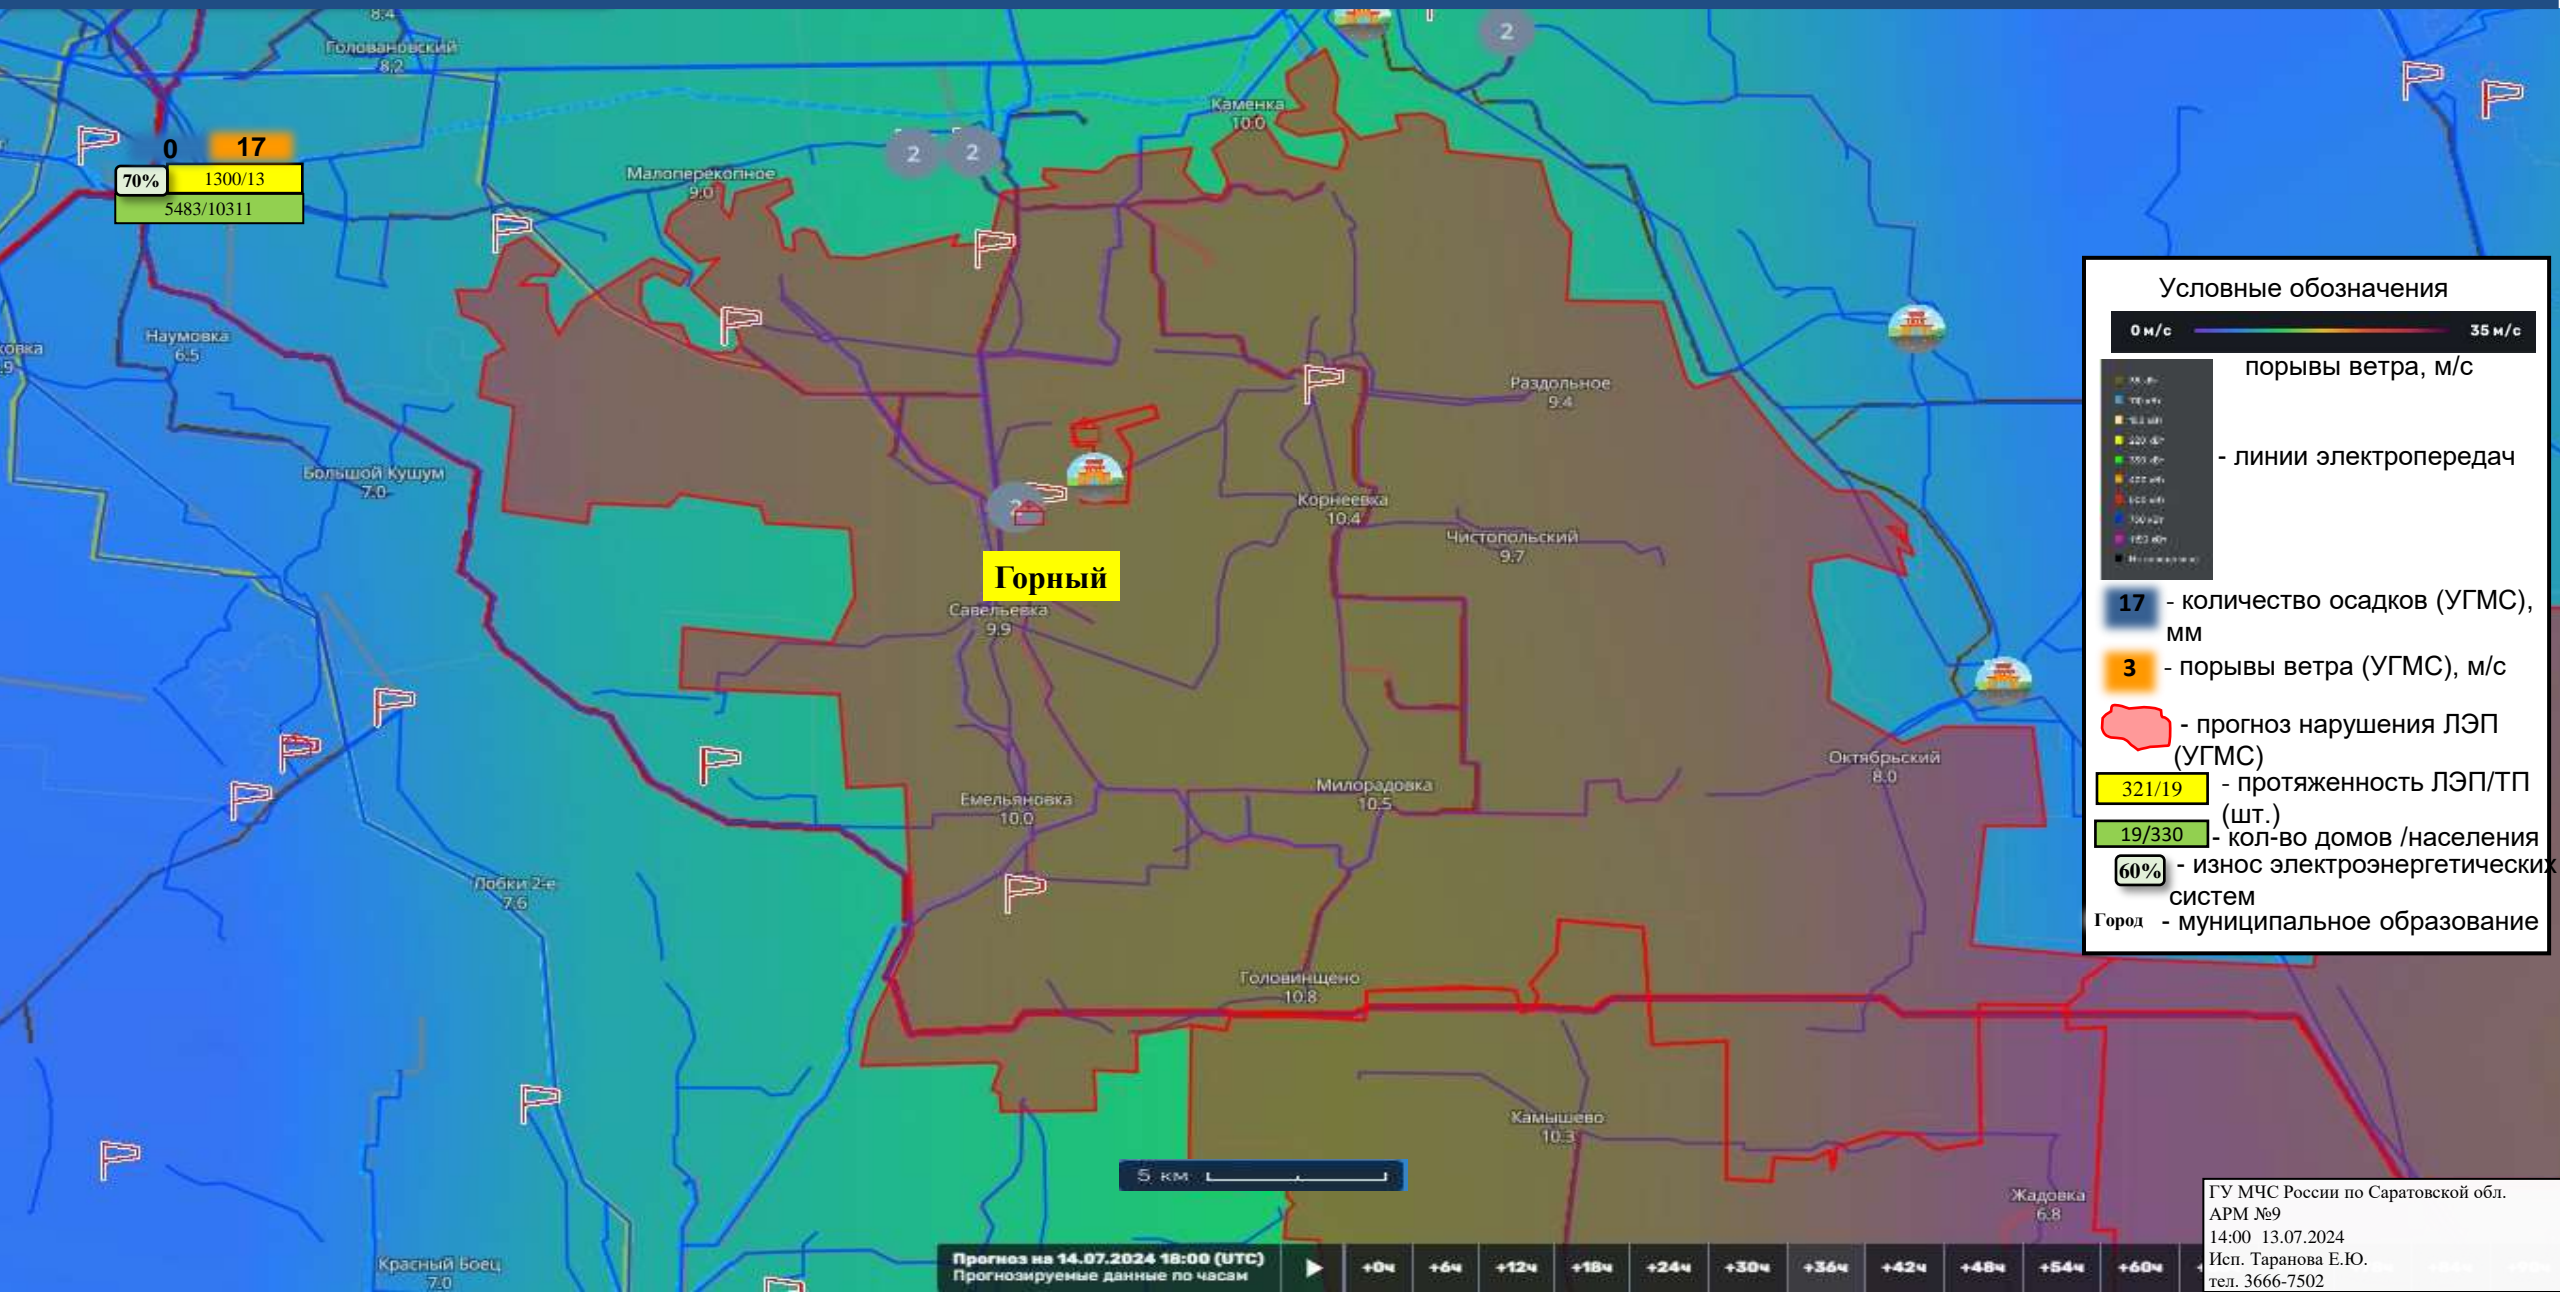 8.4
Головановский
8.2
2
Каменка
10.0
0
17
2
2
70%
1300/13
5483/10311
Малоперекопное
9.0
Наумовка
6.5
Раздольное
9.4
Большой Кушум
7.0
Корнеевка
10.4
2
Чистопольский
9.7
Горный
Савельевка
9.9
Октябрьский
8.0
Милорадовка
10.5
Емельяновка
10.0
Лобки 2-е
7.6
Головинщено
10.8
Камышево
10.3
5 км
Жадовка
6.8
Красный Боец
7.0
Условные обозначения
0 м/с
35 м/с
порывы ветра, м/с
- линии электропередач
17 - количество осадков (УГМС),
мм
3 - порывы ветра (УГМС), м/с
- прогноз нарушения ЛЭП
(УГМС)
321/19 - протяженность ЛЭП/ТП
(шт.)
19/330 - кол-во домов /населения
60% - износ электроэнергетических
систем
Город - муниципальное образование
Прогноз на 14.07.2024 18:00 (UTC)
Прогнозируемые данные по часам
+0ч +6ч +12ч +18ч +24ч +30ч +36ч +42ч +48ч +54ч +60ч
ГУ МЧС России по Саратовской обл.
АРМ №9
14:00 13.07.2024
Исп. Таранова Е.Ю.
тел. 3666-7502